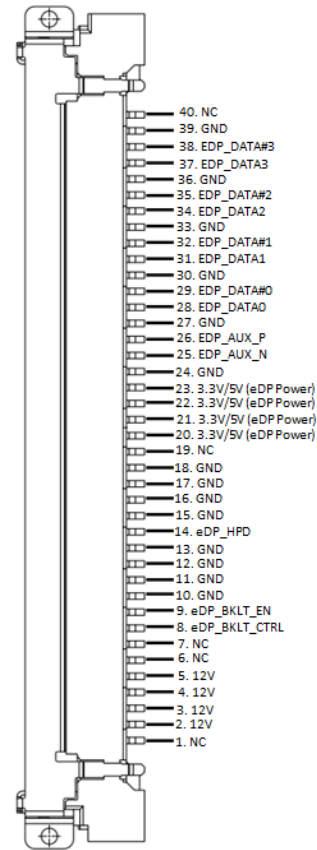 40. NC
39. GND
38. EDP_DATA#3
37. EDP_DATA3
36. GND
35. EDP_DATA#2
34. EDP_DATA2
33. GND
32. EDP_DATA#1
31. EDP_DATA1
30. GND
29. EDP_DATA#0
28. EDP_DATA0
27. GND
26. EDP_AUX_P
25. EDP_AUX_N
24. GND
23. 3.3V/5V (eDP Power)
22. 3.3V/5V (eDP Power)
21. 3.3V/5V (eDP Power)
20. 3.3V/5V (eDP Power)
19. NC
18. GND
17. GND
16. GND
15. GND
14. eDP_HPD
13. GND
12. GND
11. GND
10. GND
9. eDP_BKLT_EN
8. eDP_BKLT_CTRL
7. NC
6. NC
5. 12V
4. 12V
3. 12V
2. 12V
1. NC